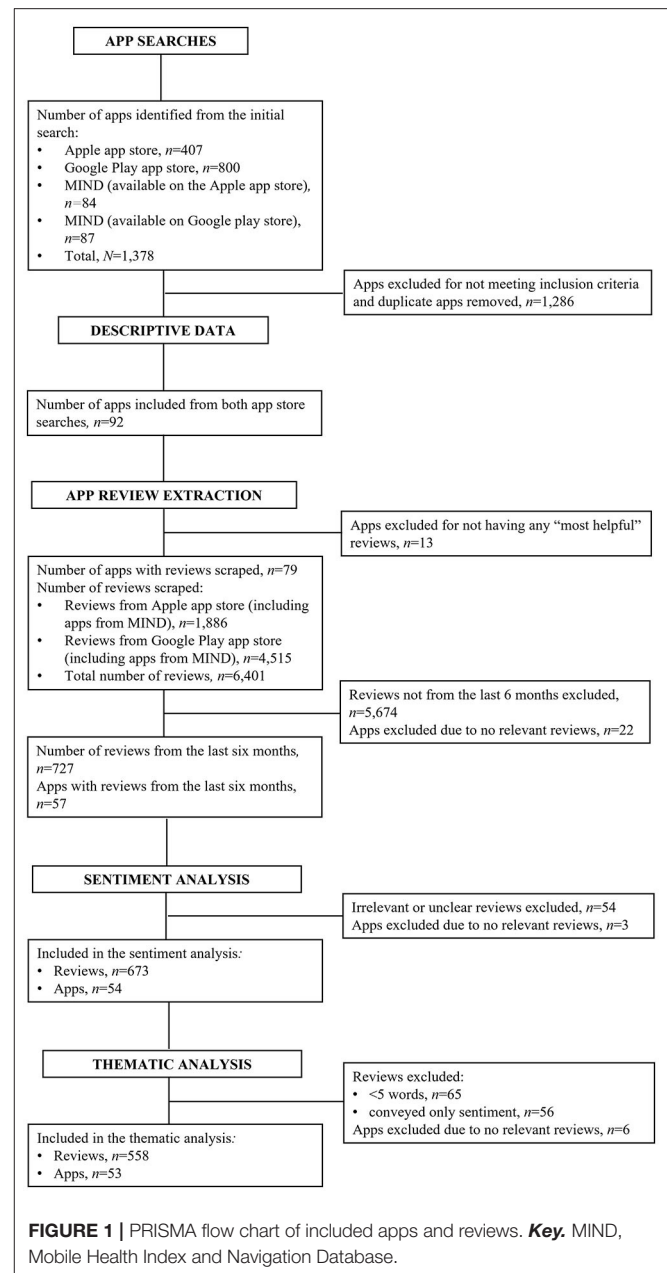 APP SEARCHES
Number of apps identified from the initial
search:
• Apple app store, n=407
• Google Play app store, n=800
• MIND (available on the Apple app store),
n=84
• MIND (available on Google play store),
n=87
• Total, N=1,378
Apps excluded for not meeting inclusion criteria
and duplicate apps removed, n=1,286
DESCRIPTIVE DATA
Number of apps included from both app store
searches, n=92
APP REVIEW EXTRACTION
Apps excluded for not having any “most helpful”
reviews, n=13
Number of apps with reviews scraped, n=79
Number of reviews scraped:
• Reviews from Apple app store (including
apps from MIND), n=1,886
• Reviews from Google Play app store
(including apps from MIND), n=4,515
• Total number of reviews, n=6,401
Reviews not from the last 6 months excluded,
n=5,674
Apps excluded due to no relevant reviews, n=22
Number of reviews from the last six months,
n=727
Apps with reviews from the last six months,
n=57
SENTIMENT ANALYSIS
Irrelevant or unclear reviews excluded, n=54
Apps excluded due to no relevant reviews, n=3
Included in the sentiment analysis:
• Reviews, n=673
• Apps, n=54
THEMATIC ANALYSIS
Reviews excluded:
• <5 words, n=65
• conveyed only sentiment, n=56
Apps excluded due to no relevant reviews, n=6
Included in the thematic analysis:
• Reviews, n=558
• Apps, n=53
FIGURE 1 | PRISMA flow chart of included apps and reviews. Key. MIND,
Mobile Health Index and Navigation Database.